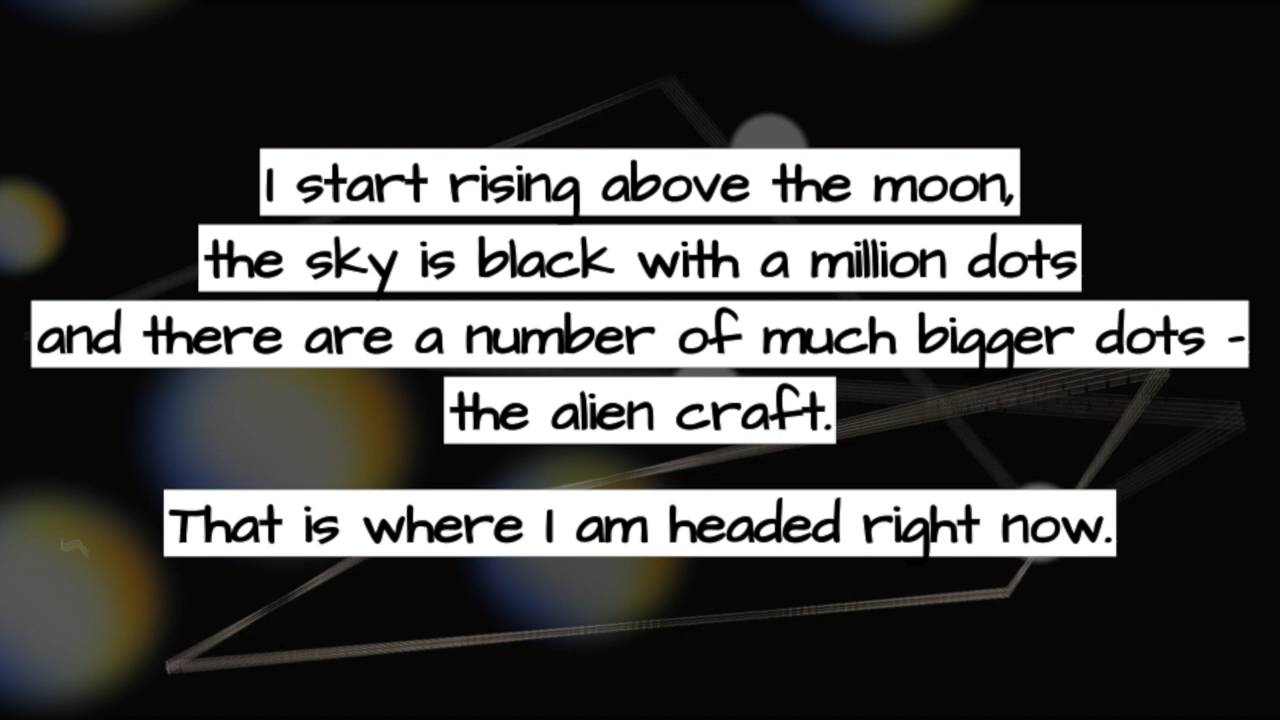 I start rising above the moon,
the sky is black with a million dots
and there are a number of much bigger dots -
the alien craft.
That is where I am headed right now.